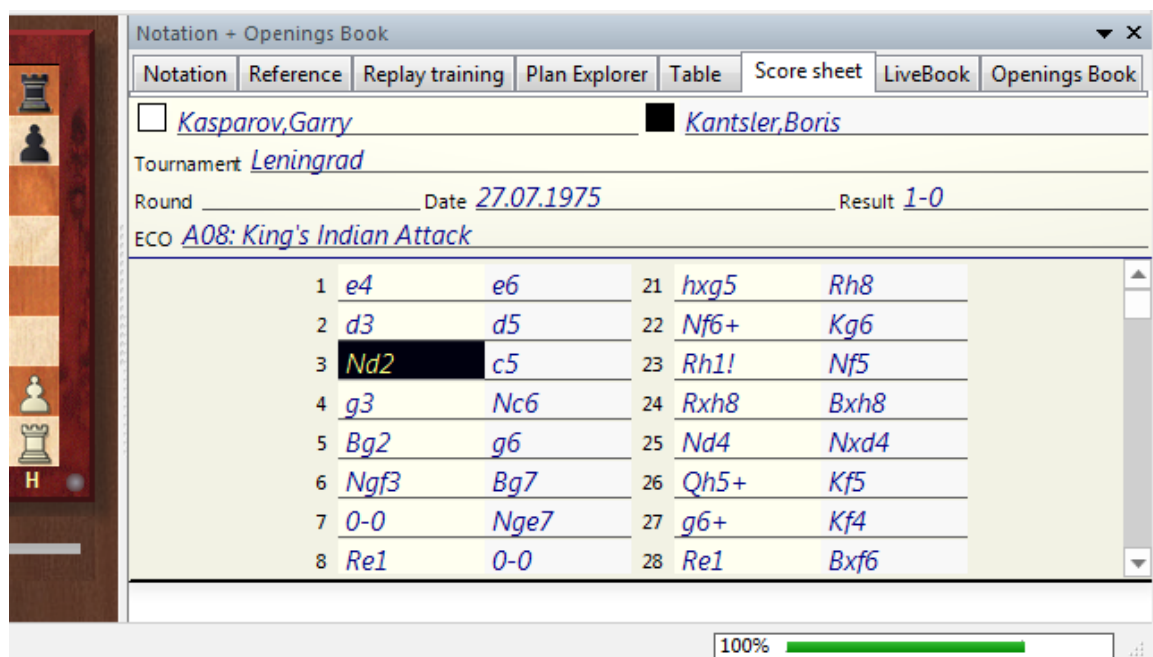 Notation + Openings Book
Notation Reference Replay training Plan Explorer Table Score sheet LiveBook Openings Book
Kasparov,Garry Kantsler,Boris
Tournament Leningrad
Round Date 27.07.1975 Result 1-0
ECO A08: King's Indian Attack
1 e4 e6 21 hxg5 Rh8
2 d3 d5 22 Nf6+ Kg6
3 Nd2 c5 23 Rh1! Nf5
4 g3 Nc6 24 Rxh8 Bxh8
5 Bg2 g6 25 Nd4 Nxd4
6 Ngf3 Bg7 26 Qh5+ Kf5
7 0-0 Nge7 27 g6+ Kf4
8 Re1 0-0 28 Re1 Bxf6
H
100%